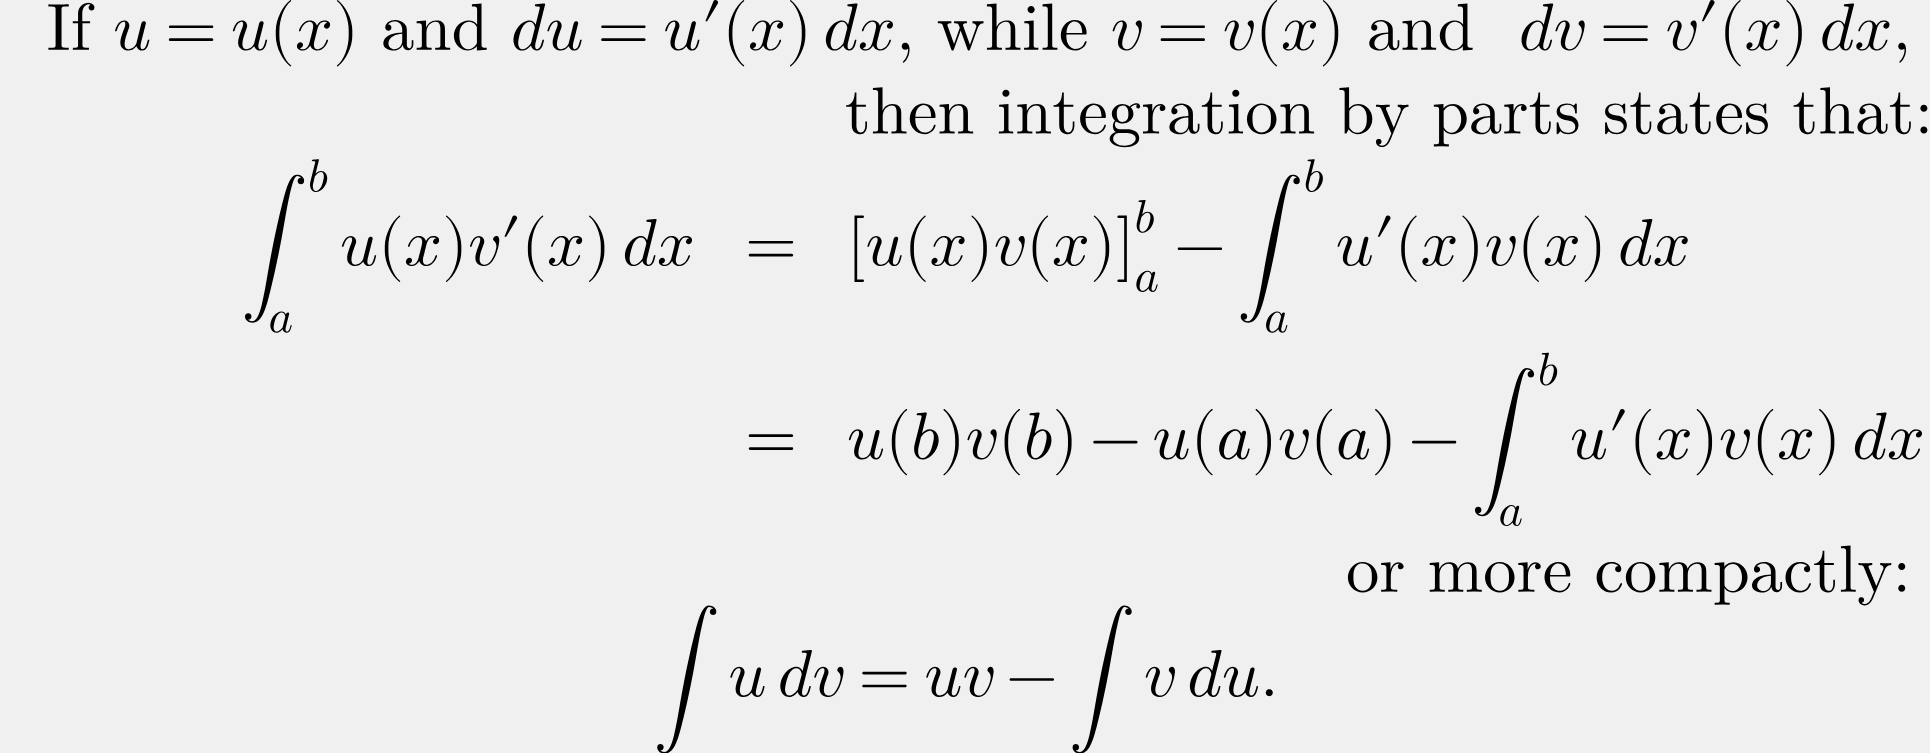 If u = u(x) and du = u′(x) dx, while v = v(x) and dv = v′(x) dx,
then integration by parts states that:
∫_a^b u(x)v′(x) dx = [u(x)v(x)]_a^b − ∫_a^b u′(x)v(x) dx
= u(b)v(b) − u(a)v(a) − ∫_a^b u′(x)v(x) dx
or more compactly:
∫ u dv = uv − ∫ v du.